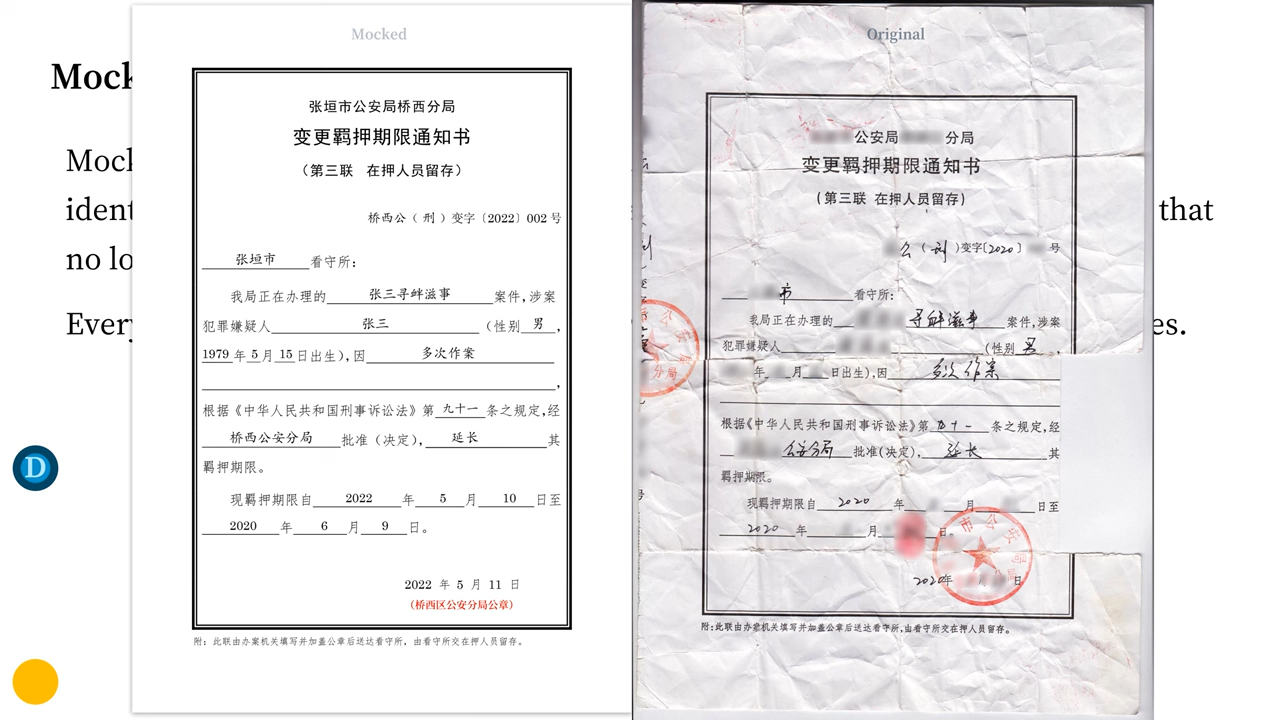 Mock
Mock
ident
no lo
Every
that
es.
D
Mocked
张垣市公安局桥西分局
变更羁押期限通知书
（第三联 在押人员留存）
桥西公（ 刑 ）变字〔2022〕002 号
张垣市 看守所：
我局正在办理的 张三寻衅滋事 案件，涉案
犯罪嫌疑人 张三 （性别 男 ，
1979 年 5 月 15 日出生），因 多次作案
，
根据《中华人民共和国刑事诉讼法》第 九十一 条之规定，经
桥西公安分局 批准（决定）， 延长 其
羁押期限。
现羁押期限自 2022 年 5 月 10 日至
2020 年 6 月 9 日。
2022 年 5 月 11 日
（桥西区公安分局公章）
附：此联由办案机关填写并加盖公章后送达看守所，由看守所交在押人员留存。
Original
公安局 分局
变更羁押期限通知书
（第三联 在押人员留存）
公（刑）变字〔2020〕 号
市 看守所：
我局正在办理的 寻衅滋事 案件，涉案
犯罪嫌疑人 （性别 男 ，
年 月 日出生），因 多次作案
，
根据《中华人民共和国刑事诉讼法》第 九十一 条之规定，经
公安分局 批准（决定）， 延长 其
羁押期限。
现羁押期限自 2020 年 月 日至
2020 年 月 日。
市公安局
2020年 月 日
附：此联由办案机关填写并加盖公章后送达看守所，由看守所交在押人员留存。
公
分局